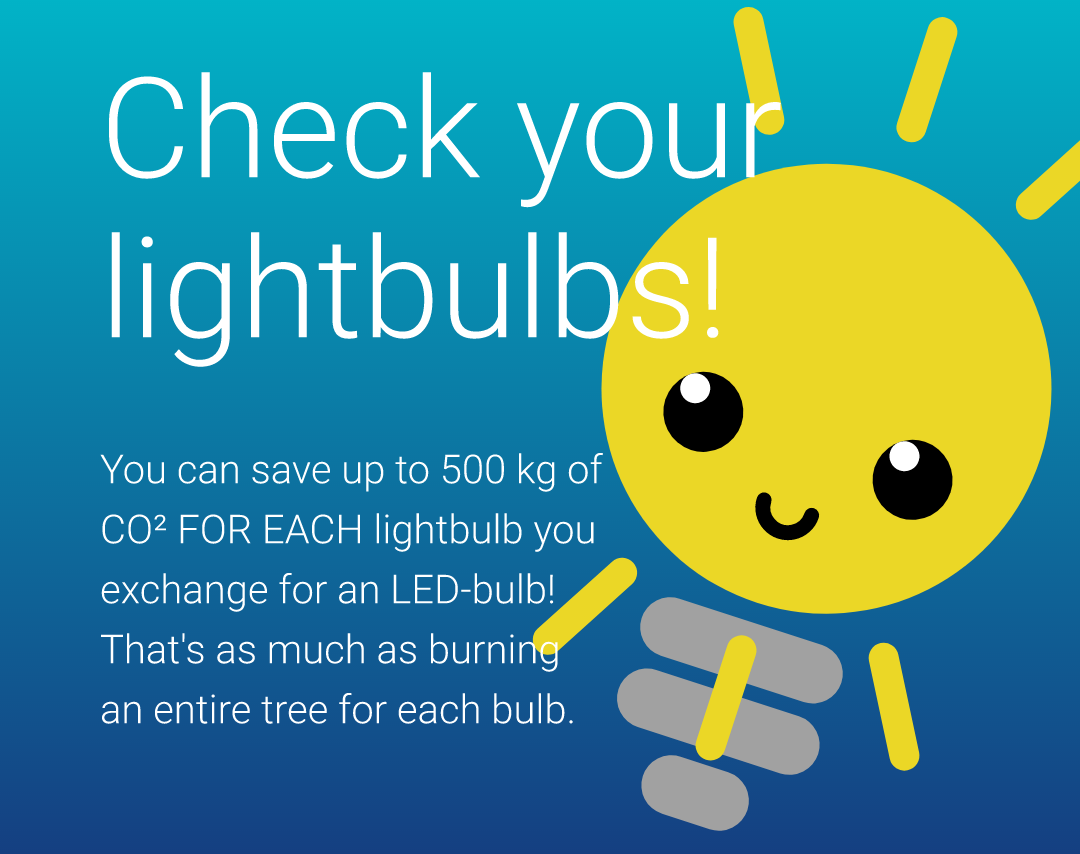 Check your
lightbulbs!
You can save up to 500 kg of
CO² FOR EACH lightbulb you
exchange for an LED-bulb!
That's as much as burning
an entire tree for each bulb.